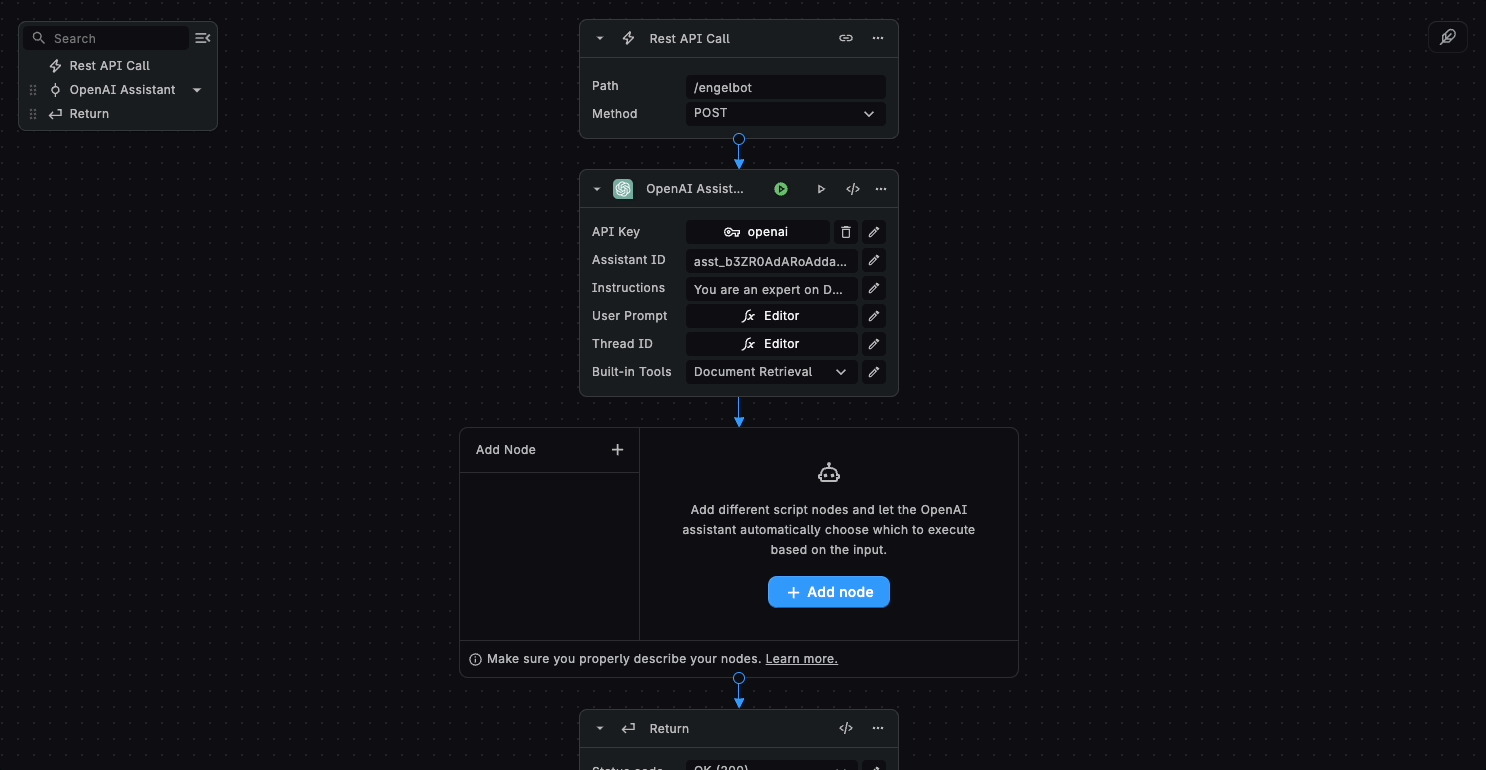 Search
Rest API Call
OpenAI Assistant
Return
Rest API Call
Path
/engelbot
Method
POST
OpenAI Assist...
API Key
openai
Assistant ID
asst_b3ZR0AdARoAdda...
Instructions
You are an expert on D...
User Prompt
Editor
Thread ID
Editor
Built-in Tools
Document Retrieval
Add Node
Add different script nodes and let the OpenAI
assistant automatically choose which to execute
based on the input.
Add node
Make sure you properly describe your nodes. Learn more.
Return
Status code
OK (200)